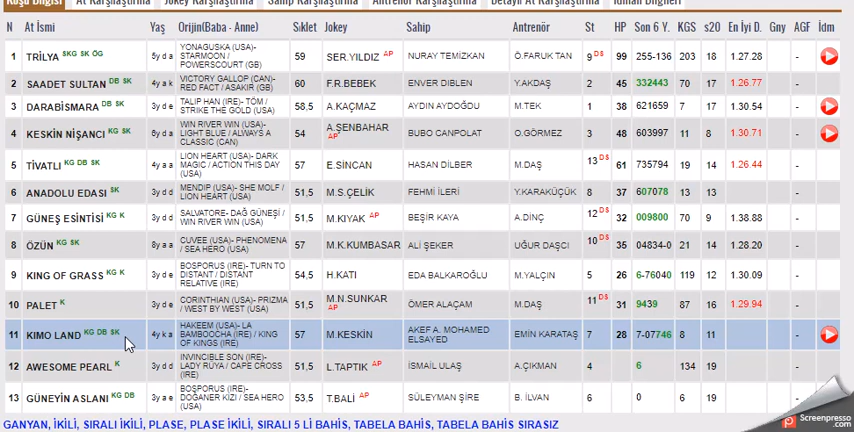 Koşu Bilgisi At Karşılaştırma Jokey Karşılaştırma Sahip Karşılaştırma Antrenör Karşılaştırma Detaylı At Karşılaştırma İdman Bilgileri
N At İsmi Yaş Orijin(Baba - Anne) Sıklet Jokey Sahip Antrenör St HP Son 6 Y. KGS s20 En İyi D. Gny AGF İdm
1 TRİLYA SKG SK ÖG 5y d a YONAGUSKA (USA)- STARMOON / POWERSCOURT (GB) 59 SER.YILDIZ AP NURAY TEMİZKAN Ö.FARUK TAN 9 DS 99 255-136 203 18 1.27.28 -
2 SAADET SULTAN DB SK 4y a k VICTORY GALLOP (CAN)- RED FACT / ASAKIR (GB) 60 F.R.BEBEK ENVER DIBLEN Y.AKDAŞ 2 45 332443 70 17 1.26.77 -
3 DARABİSMARA DB SK 3y d e TALIP HAN (IRE)- TÖM / STRIKE THE GOLD (USA) 58,5 A.KAÇMAZ AYDIN AYDOĞDU M.TEK 1 38 621659 7 17 1.30.54 -
4 KESKİN NİŞANCI KG SK 6y d a WIN RIVER WIN (USA)- LIGHT BLUE / ALWAYS A CLASSIC (CAN) 54 A.ŞENBAHAR AP BUBO CANPOLAT O.GÖRMEZ 3 48 603997 11 8 1.30.71 -
5 TİVATLI KG DB SK 4y a a LION HEART (USA)- DARK MAGIC / ACTION THIS DAY (USA) 57 E.SİNCAN HASAN DİLBER M.DAŞ 13 DS 61 735794 19 14 1.26.44 -
6 ANADOLU EDASI SK 3y d d MENDIP (USA)- SHE MOLF / LION HEART (USA) 51,5 M.S.ÇELİK FEHMİ İLERİ Y.KARAKÜÇÜK 8 37 607078 13 13 -
7 GÜNEŞ ESİNTİSİ KG K 3y d d SALVATORE- DAĞ GÜNEŞİ / WIN RIVER WIN (USA) 51,5 M.KIYAK AP BEŞİR KAYA A.DİNÇ 12 DS 32 009800 70 9 1.38.88 -
8 ÖZÜN KG SK 8y a a CUVEE (USA)- PHENOMENA / SEA HERO (USA) 57 M.K.KUMBASAR ALİ ŞEKER UĞUR DAŞCI 10 DS 35 04834-0 21 14 1.28.20 -
9 KING OF GRASS KG K 3y d e BOSPORUS (IRE)- TURN TO DISTANT / DISTANT RELATIVE (IRE) 54,5 H.KATI EDA BALKAROĞLU M.YALÇIN 5 26 6-76040 119 12 1.30.09 -
10 PALET K 3y d e CORINTHIAN (USA)- PRIZMA / WEST BY WEST (USA) 51,5 M.N.SUNKAR AP ÖMER ALAÇAM M.DAŞ 11 DS 31 9439 87 16 1.29.94 -
11 KIMO LAND KG DB SK 4y k a HAKEEM (USA)- LA BAMBOOCHA (IRE) / KING OF KINGS (IRE) 57 M.KESKİN AKEF A. MOHAMED ELSAYED EMİN KARATAŞ 7 28 7-07746 8 11 -
12 AWESOME PEARL K 3y d d INVINCIBLE SON (IRE)- LADY RÜYA / CAPE CROSS (IRE) 51,5 L.TAPTIK AP İSMAİL ULAŞ A.ÇIKMAN 4 6 134 19 -
13 GÜNEYİN ASLANI KG DB 3y a e BOSPORUS (IRE)- DOĞANER KIZI / SEA HERO (USA) 53,5 T.BALİ AP SÜLEYMAN ŞİRE B. İLVAN 6 0 6 19 -
GANYAN, İKİLİ, SIRALI İKİLİ, PLASE, PLASE İKİLİ, SIRALI 5 Lİ BAHİS, TABELA BAHİS, TABELA BAHİS SIRASIZ
Screenpresso.com